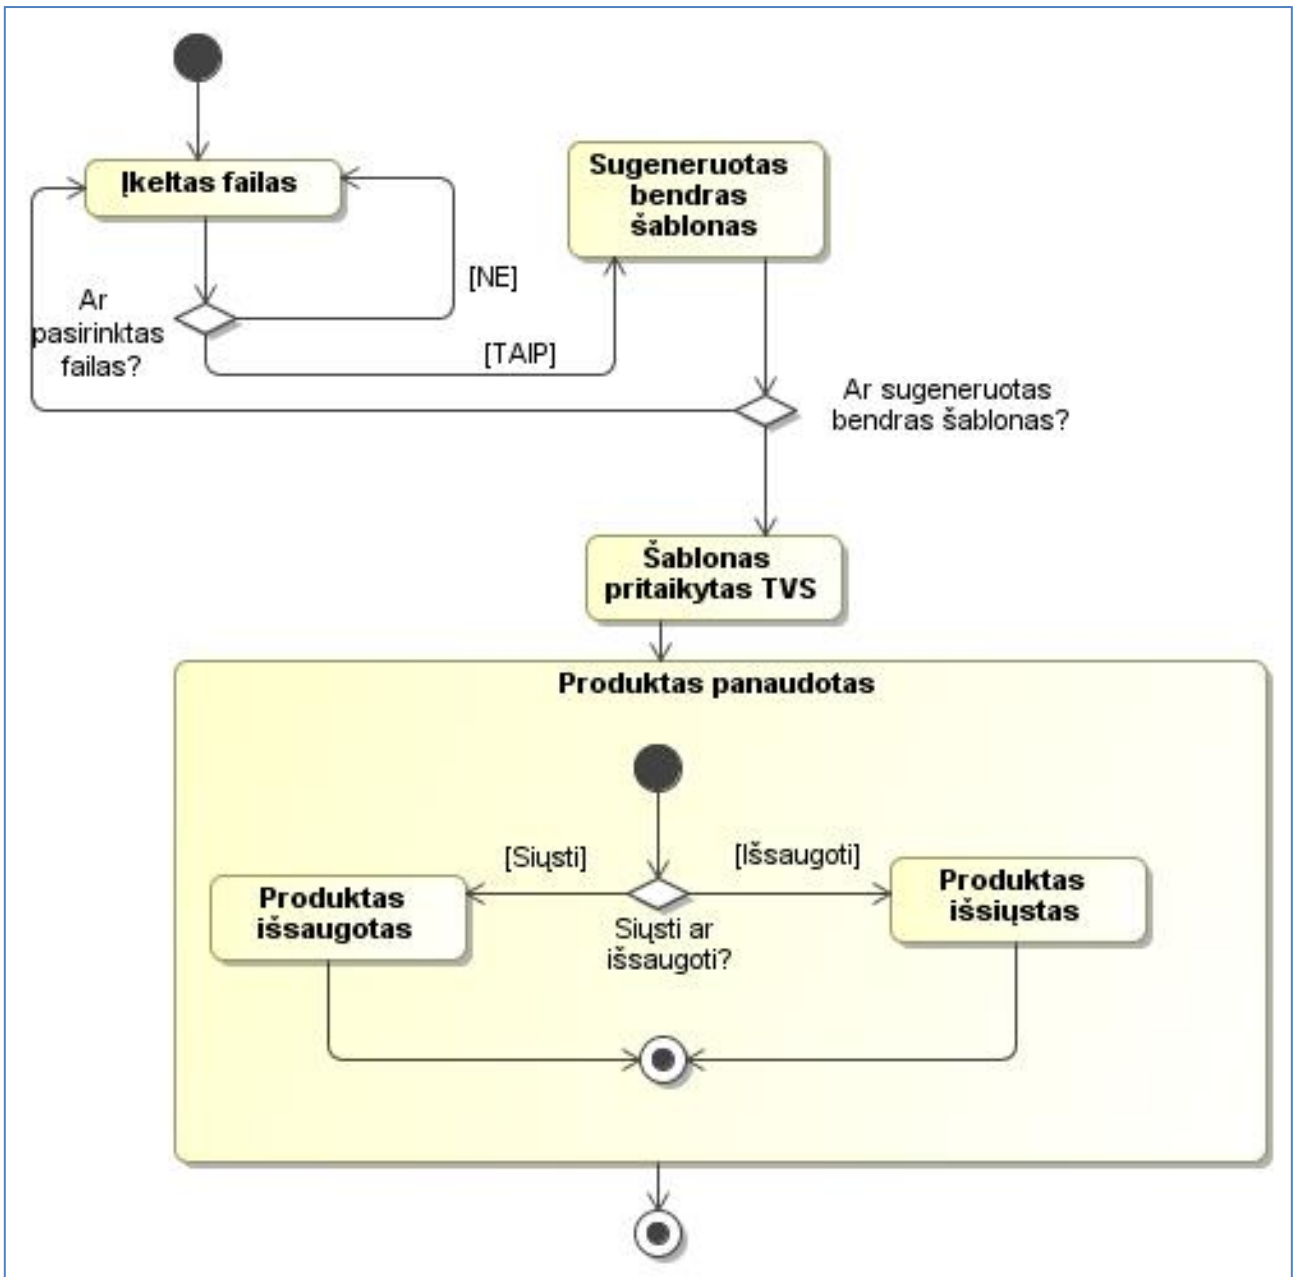 Įkeltas failas
Sugeneruotas
bendras
šablonas
[NE]
Ar
pasirinktas
failas?
[TAIP]
Ar sugeneruotas
bendras šablonas?
Šablonas
pritaikytas TVS
Produktas panaudotas
[Siųsti]
[Išsaugoti]
Produktas
išsaugotas
Produktas
išsiųstas
Siųsti ar
išsaugoti?